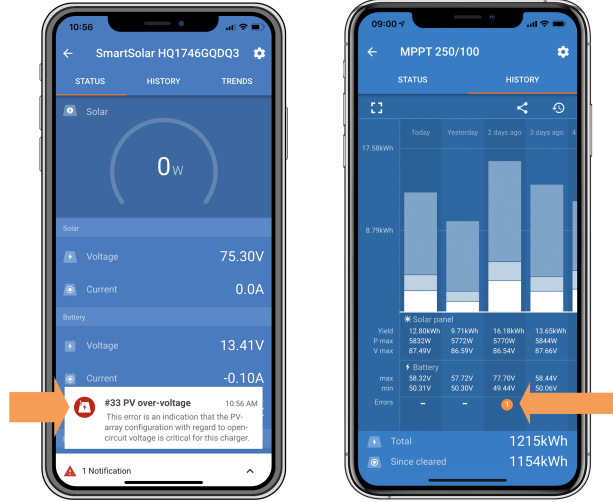 10:56
SmartSolar HQ1746GQDQ3
STATUS HISTORY TRENDS
Solar
0W
Solar
Voltage 75.30V
Current 0.0A
Battery
Voltage 13.41V
Current -0.10A
#33 PV over-voltage 10:56 AM
This error is an indication that the PV-
array configuration with regard to open-
circuit voltage is critical for this charger.
1 Notification
09:00
MPPT 250/100
STATUS HISTORY
Today Yesterday 2 days ago 3 days ago 4
17.58kWh
8.79kWh
Solar panel
Yield 12.80kWh 9.71kWh 16.18kWh 13.65kWh
P max 5832W 5772W 5770W 5844W
V max 87.49V 86.59V 86.54V 87.66V
Battery
max 58.32V 57.72V 77.70V 58.44V
min 50.31V 50.30V 49.44V 50.06V
Errors – – 1
Total 1215kWh
Since cleared 1154kWh